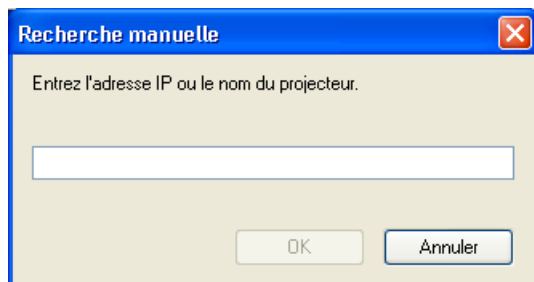 Recherche manuelle
Entrez l'adresse IP ou le nom du projecteur.
OK
Annuler